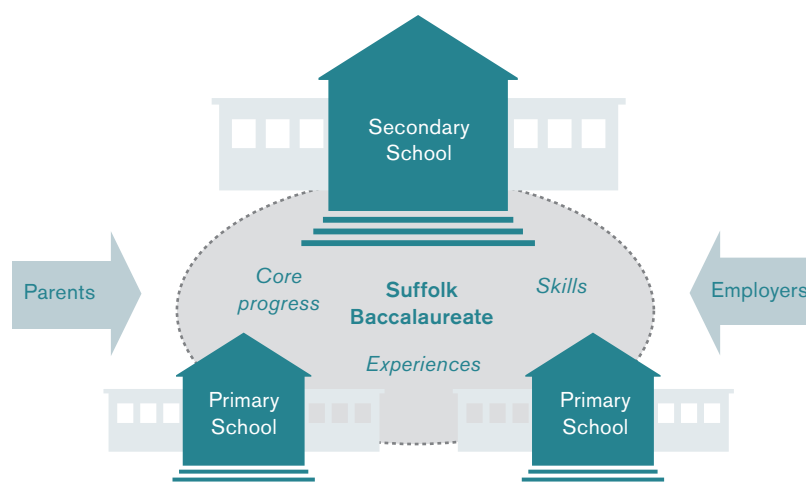 Secondary
School
Core
progress
Suffolk
Baccalaureate
Skills
Parents
Employers
Experiences
Primary
School
Primary
School